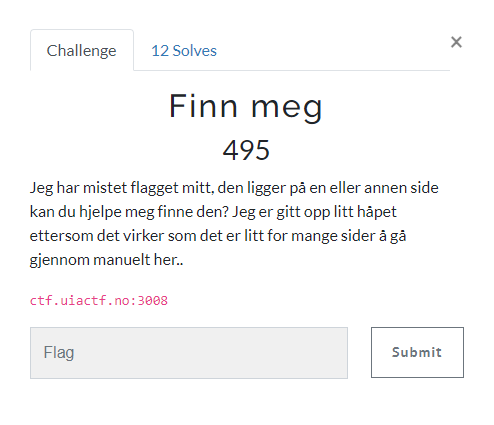 Challenge
12 Solves
×
Finn meg
495
Jeg har mistet flagget mitt, den ligger på en eller annen side
kan du hjelpe meg finne den? Jeg er gitt opp litt håpet
ettersom det virker som det er litt for mange sider å gå
gjennom manuelt her..
ctf.uiactf.no:3008
Flag
Submit